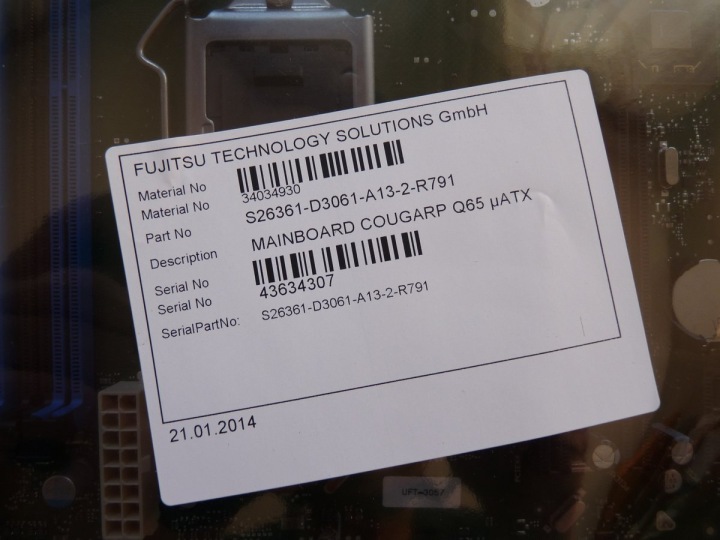 FUJITSU TECHNOLOGY SOLUTIONS GmbH
Material No
Material No 34034930
Part No S26361-D3061-A13-2-R791
Description MAINBOARD COUGARP Q65 µATX
Serial No
Serial No 43634307
SerialPartNo: S26361-D3061-A13-2-R791
21.01.2014